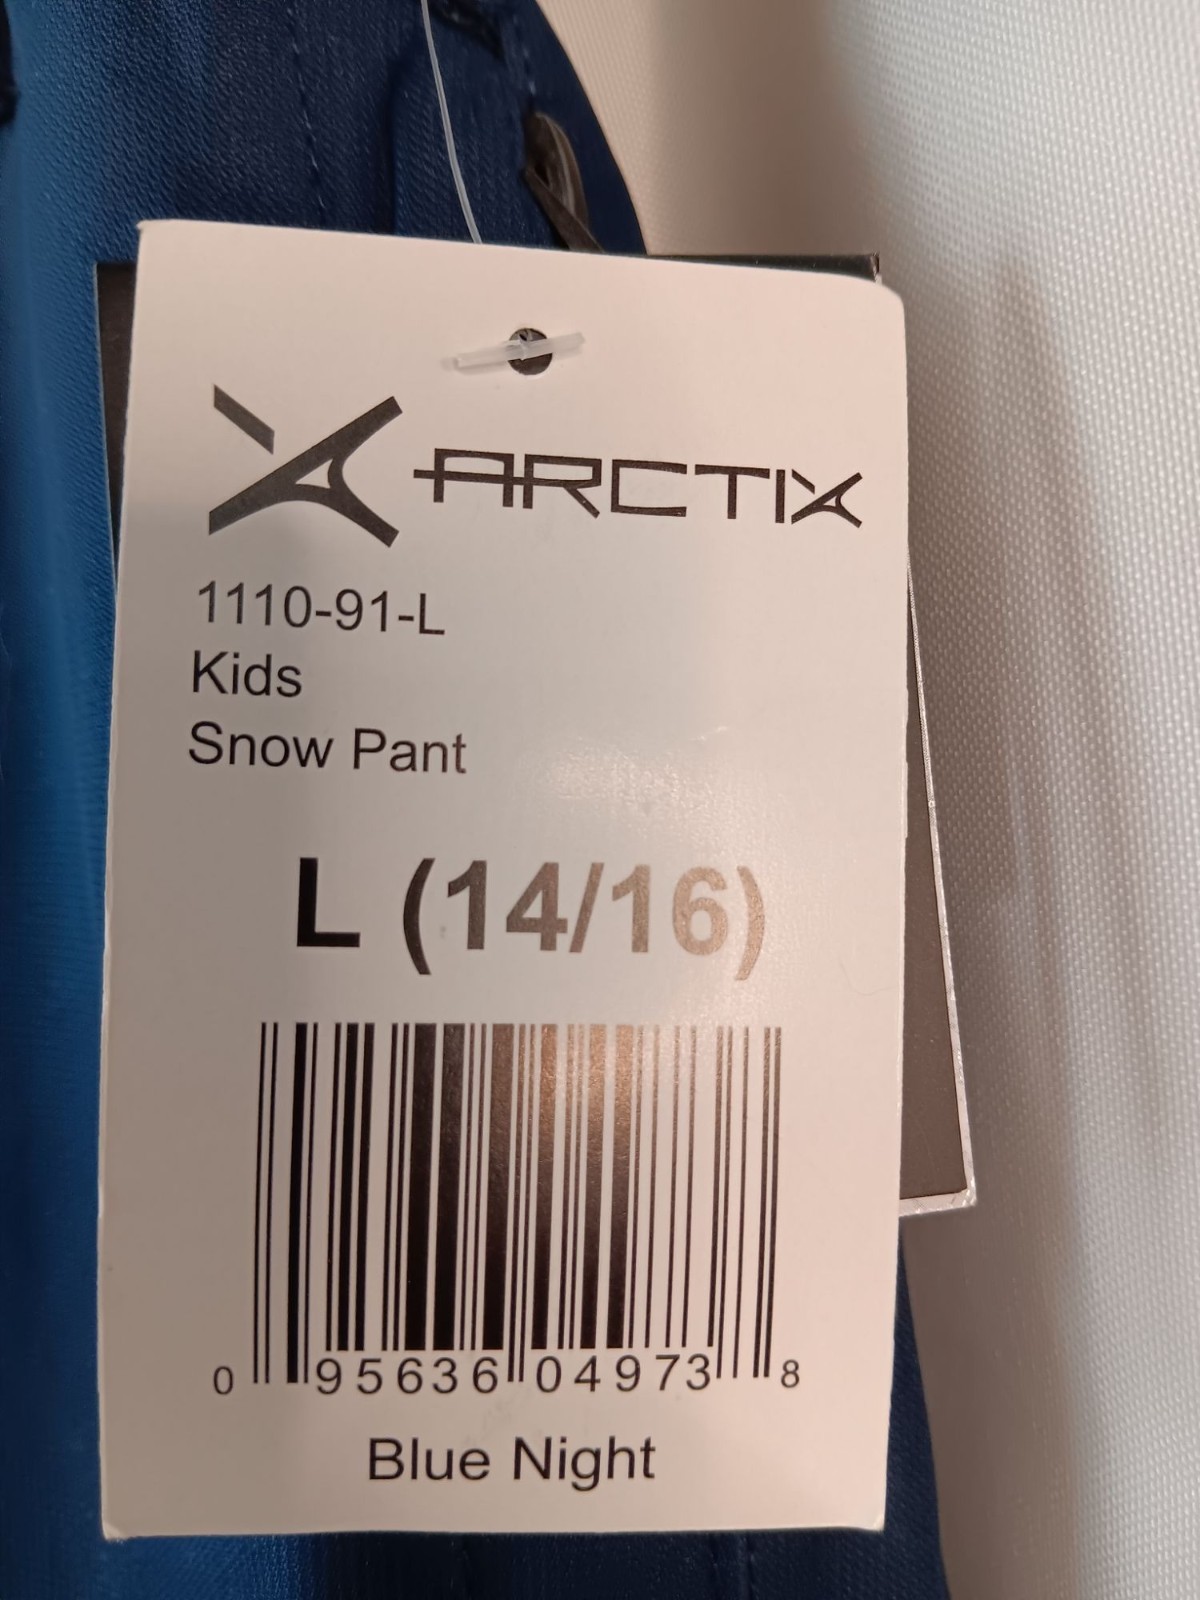 ARCTIX
1110-91-L
Kids
Snow Pant
L (14/16)
0 95636 04973 8
Blue Night